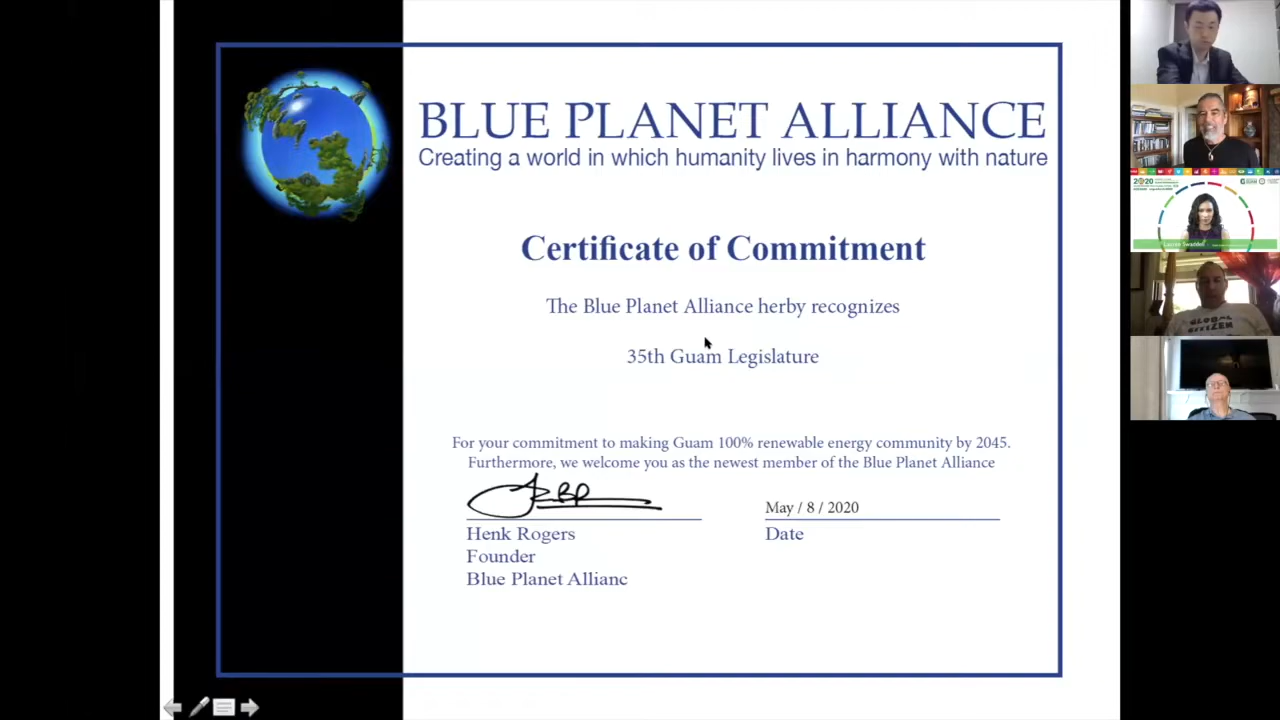 BLUE PLANET ALLIANCE
Creating a world in which humanity lives in harmony with nature
Certificate of Commitment
The Blue Planet Alliance herby recognizes
35th Guam Legislature
For your commitment to making Guam 100% renewable energy community by 2045.
Furthermore, we welcome you as the newest member of the Blue Planet Alliance
May / 8 / 2020
Henk Rogers
Date
Founder
Blue Planet Allianc
2020
GLOBAL
CITIZEN